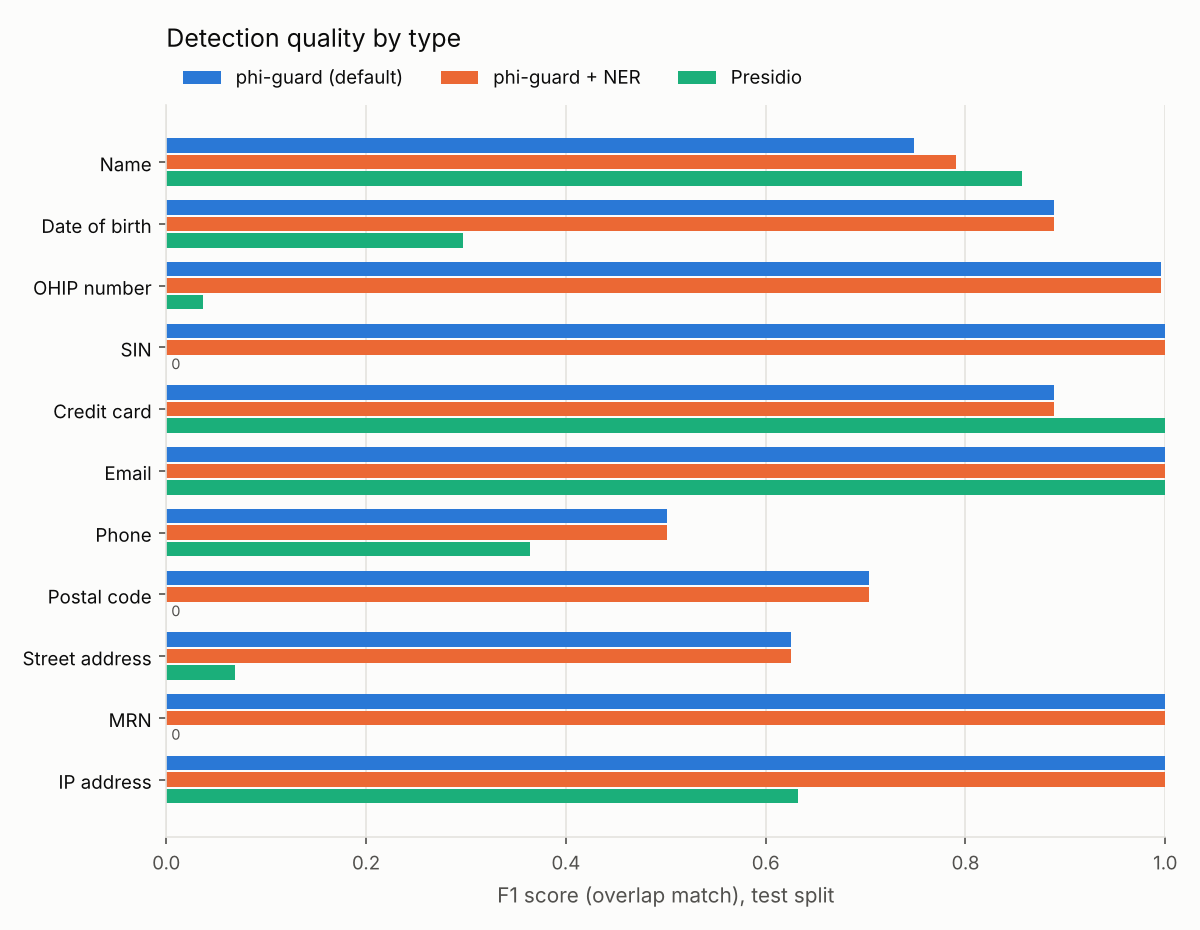 Detection quality by type
phi-guard (default) phi-guard + NER Presidio
Name
Date of birth
OHIP number
SIN
0
Credit card
Email
Phone
Postal code
0
Street address
MRN
0
IP address
0.0 0.2 0.4 0.6 0.8 1.0
F1 score (overlap match), test split